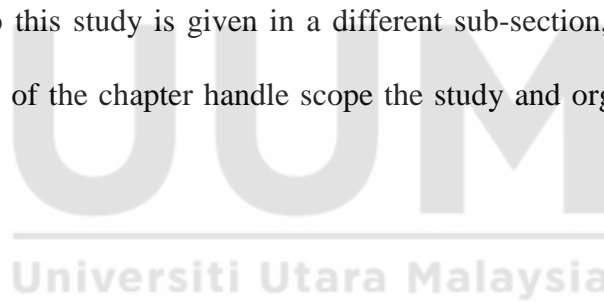 this study is given in a different sub-section,
of the chapter handle scope the study and
UUM
Universiti Utara Malaysia